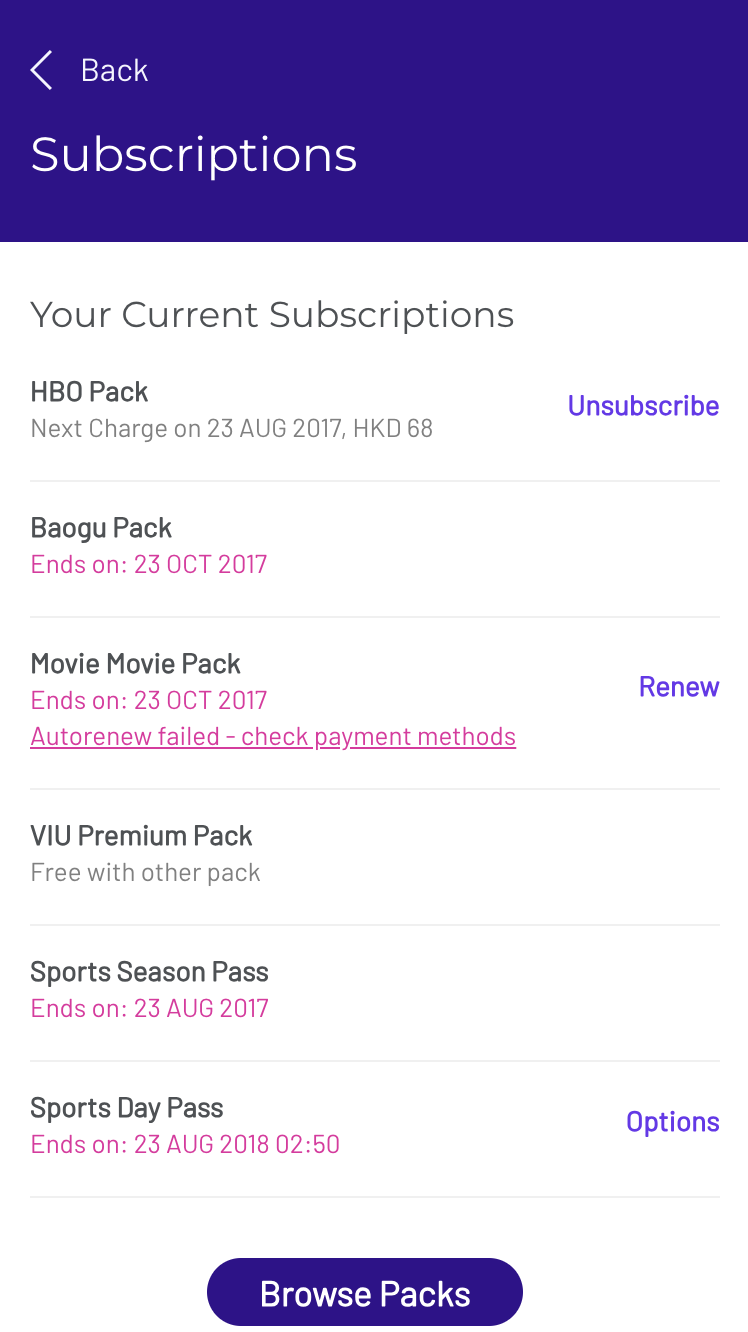 Back
Subscriptions
Your Current Subscriptions
HBO Pack
Next Charge on 23 AUG 2017, HKD 68
Unsubscribe
Baogu Pack
Ends on: 23 OCT 2017
Movie Movie Pack
Ends on: 23 OCT 2017
Renew
Autorenew failed - check payment methods
VIU Premium Pack
Free with other pack
Sports Season Pass
Ends on: 23 AUG 2017
Sports Day Pass
Ends on: 23 AUG 2018 02:50
Options
Browse Packs